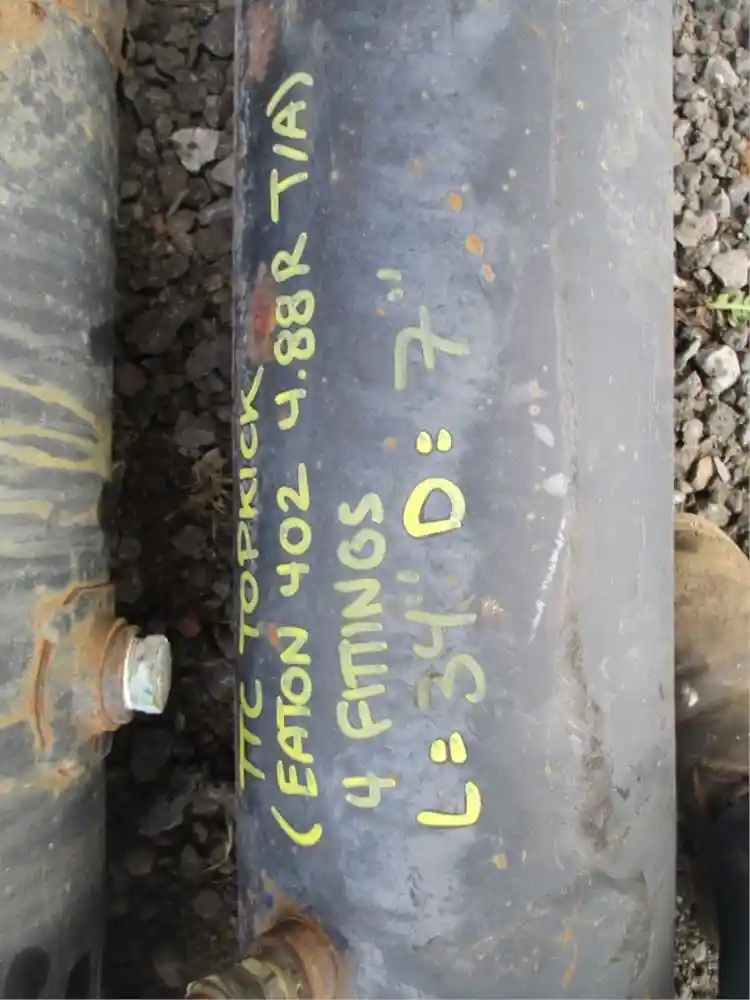 TTC TOPKICK
(EATON 402 4.88R T/A)
4 FITTINGS
L= 34" D= 7"